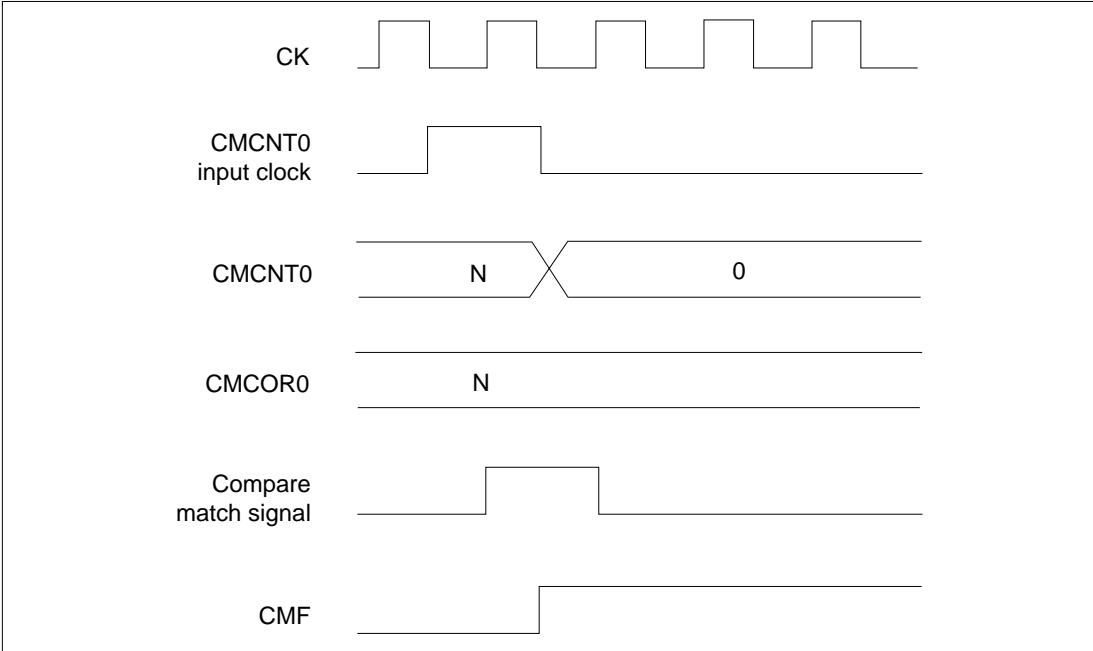 CK
CMCNT0
input clock
CMCNT0
N
0
CMCOR0
N
Compare
match signal
CMF